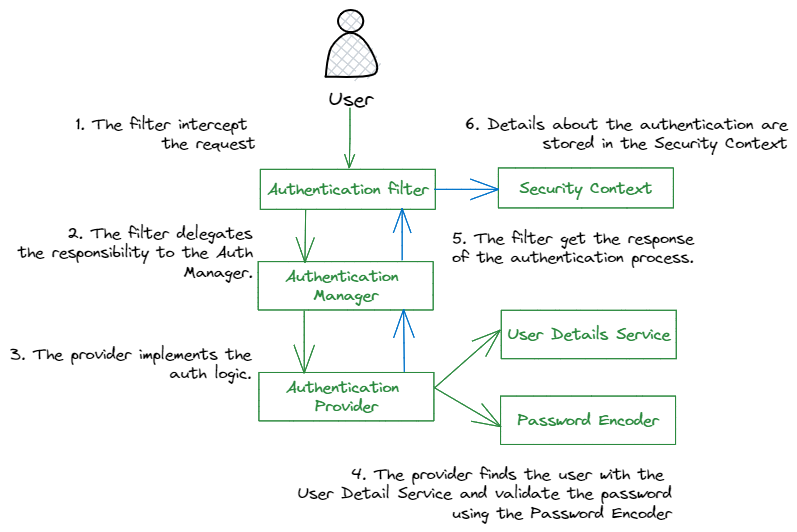 User
1. The filter intercept
the request
6. Details about the authentication are
stored in the Security Context
Authentication filter
Security Context
2. The filter delegates
the responsibility to the Auth
Manager.
5. The filter get the response
of the authentication process.
Authentication
Manager
User Details Service
3. The provider implements the
auth logic.
Authentication
Provider
Password Encoder
4. The provider finds the user with the
User Detail Service and validate the password
using the Password Encoder